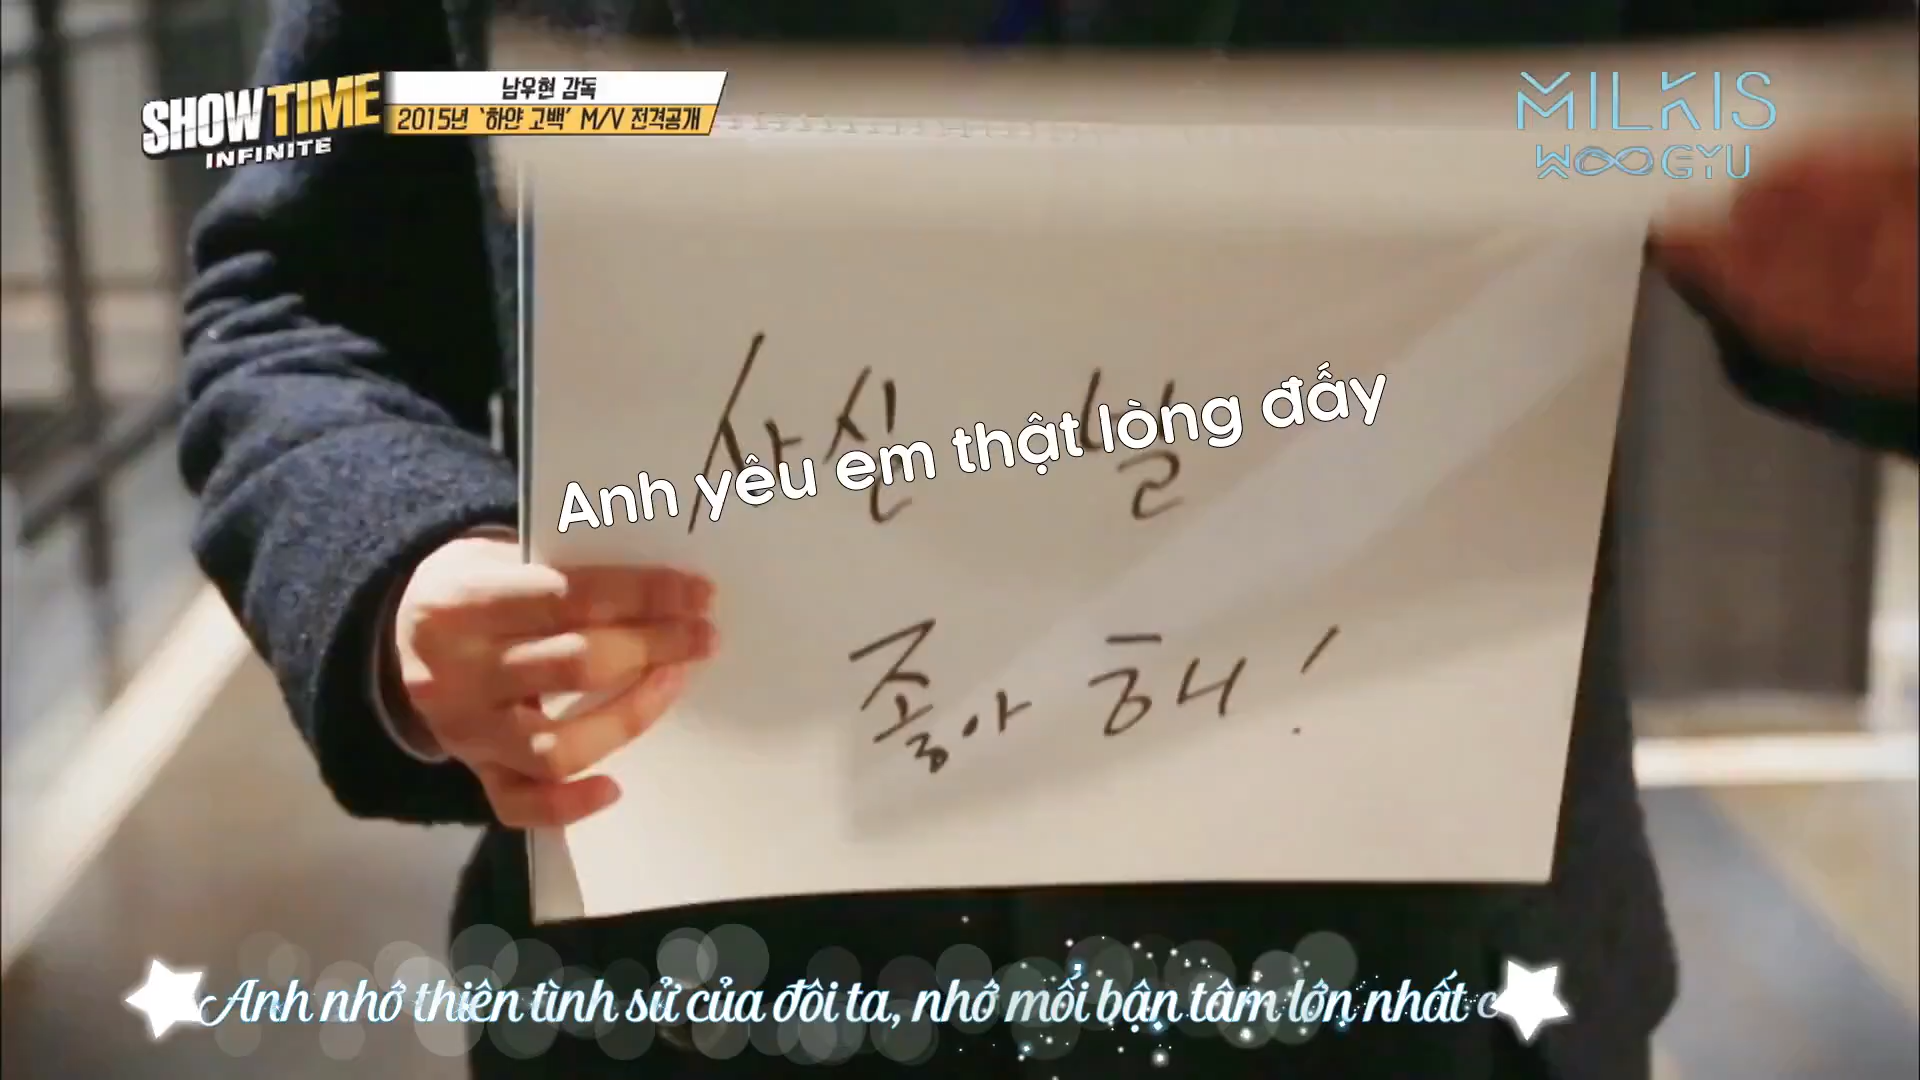 SHOWTIME
INFINITE
남우현 감독
2015년 '하얀 고백' M/V 전격공개
MILKIS
WOOGYU
사실 널
Anh yêu em thật lòng đấy
좋아해!
Anh nhớ thiên tình sử của đôi ta, nhớ mối bận tâm lớn nhất c